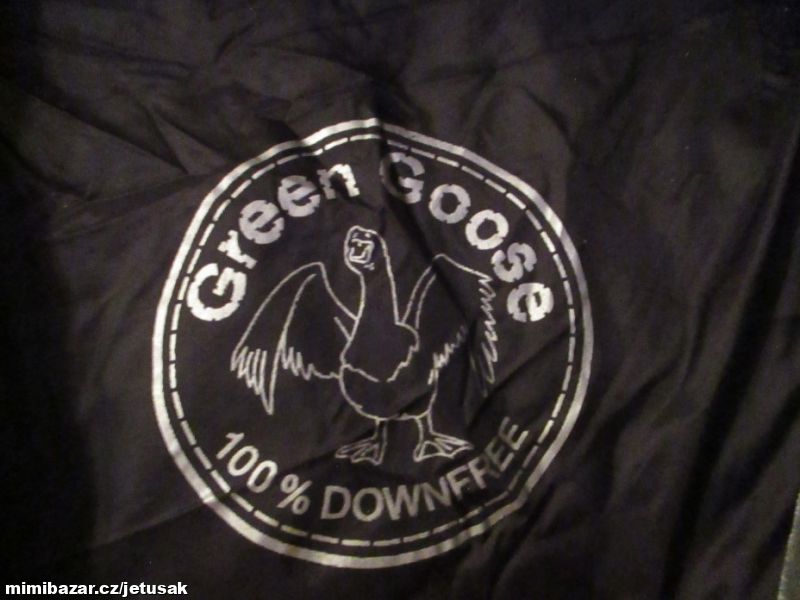 Green Goose
100% DOWNFREE
mimibazar.cz/jetusak